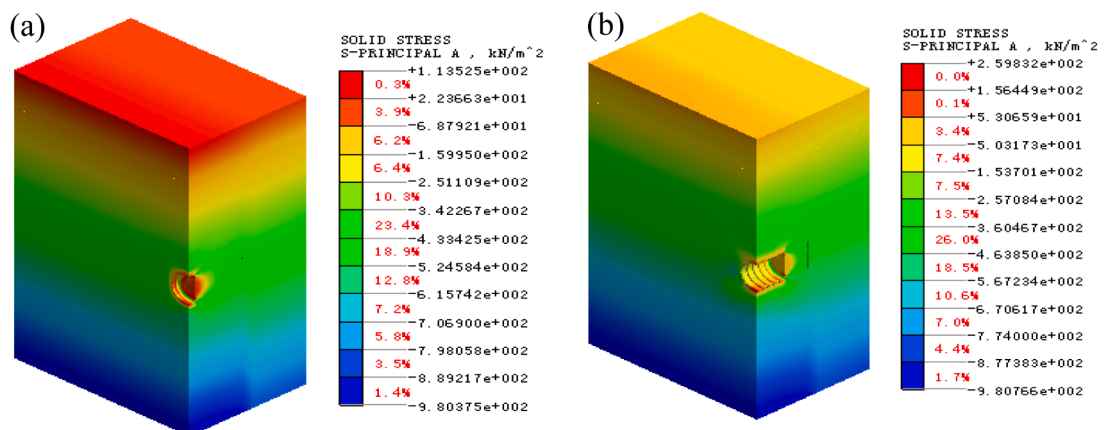 (a)
SOLID STRESS
S-PRINCIPAL A , kN/m^2
+1.13525e+002
0.3%
+2.23663e+001
3.9%
-6.87921e+001
6.2%
-1.59950e+002
6.4%
-2.51109e+002
10.3%
-3.42267e+002
23.4%
-4.33425e+002
18.9%
-5.24584e+002
12.8%
-6.15742e+002
7.2%
-7.06900e+002
5.8%
-7.98058e+002
3.5%
-8.89217e+002
1.4%
-9.80375e+002
(b)
SOLID STRESS
S-PRINCIPAL A , kN/m^2
+2.59832e+002
0.0%
+1.56449e+002
0.1%
+5.30659e+001
3.4%
-5.03173e+001
7.4%
-1.53701e+002
7.5%
-2.57084e+002
13.5%
-3.60467e+002
26.0%
-4.63850e+002
18.5%
-5.67234e+002
10.6%
-6.70617e+002
7.0%
-7.74000e+002
4.4%
-8.77383e+002
1.7%
-9.80766e+002